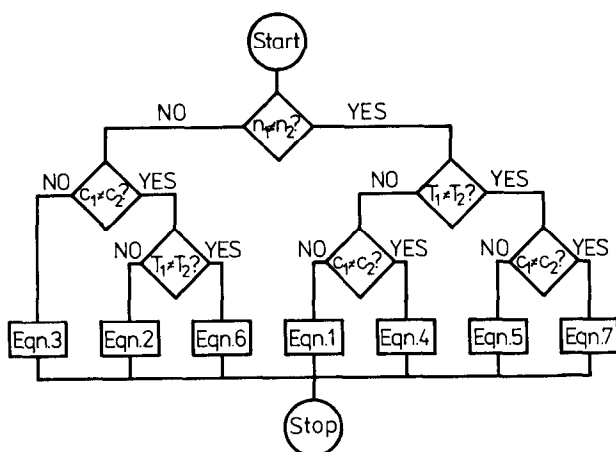 Start
NO YES
n₁≠n₂?
NO c₁≠c₂? YES NO T₁≠T₂? YES
NO T₁≠T₂? YES NO c₁≠c₂? YES NO c₁≠c₂? YES
Eqn.3 Eqn.2 Eqn.6 Eqn.1 Eqn.4 Eqn.5 Eqn.7
Stop